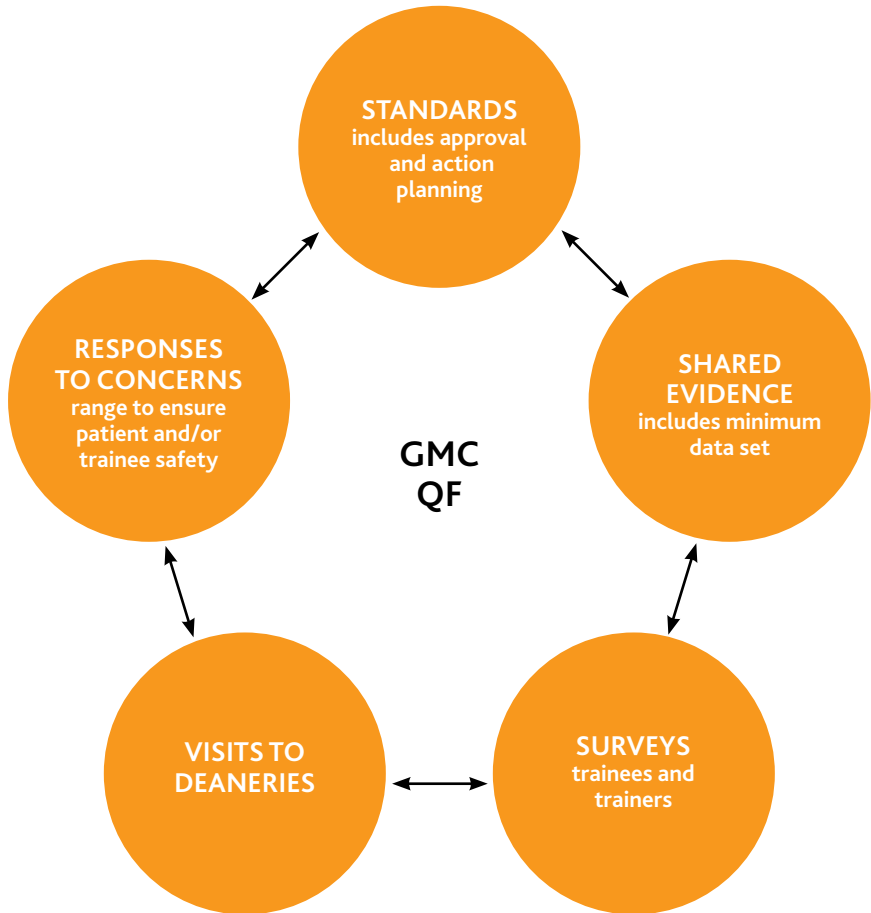 STANDARDS
includes approval
and action
planning
RESPONSES
TO CONCERNS
range to ensure
patient and/or
trainee safety
SHARED
EVIDENCE
includes minimum
data set
GMC
QF
VISITS TO
DEANERIES
SURVEYS
trainees and
trainers